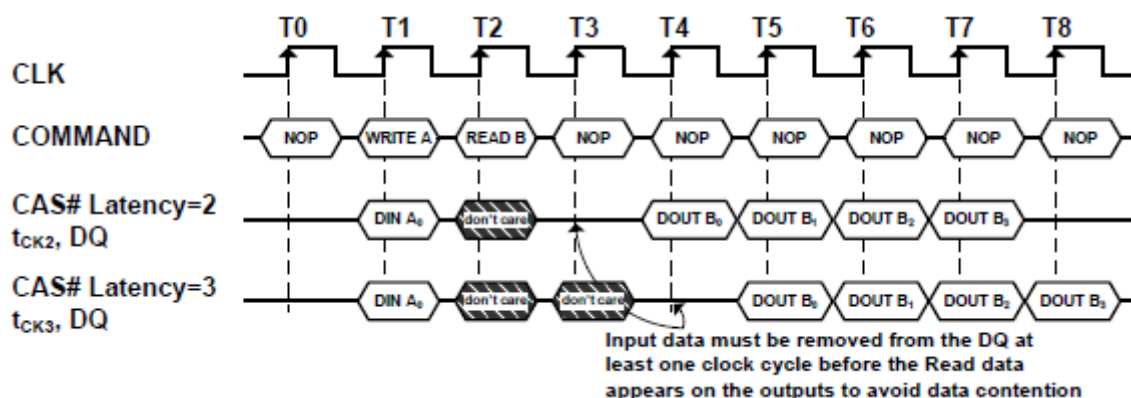 T0 T1 T2 T3 T4 T5 T6 T7 T8
CLK
COMMAND NOP WRITE A READ B NOP NOP NOP NOP NOP NOP
CAS# Latency=2
tCK2, DQ DIN A0 don't care DOUT B0 DOUT B1 DOUT B2 DOUT B3
CAS# Latency=3
tCK3, DQ DIN A0 don't care don't care DOUT B0 DOUT B1 DOUT B2 DOUT B3
Input data must be removed from the DQ at
least one clock cycle before the Read data
appears on the outputs to avoid data contention